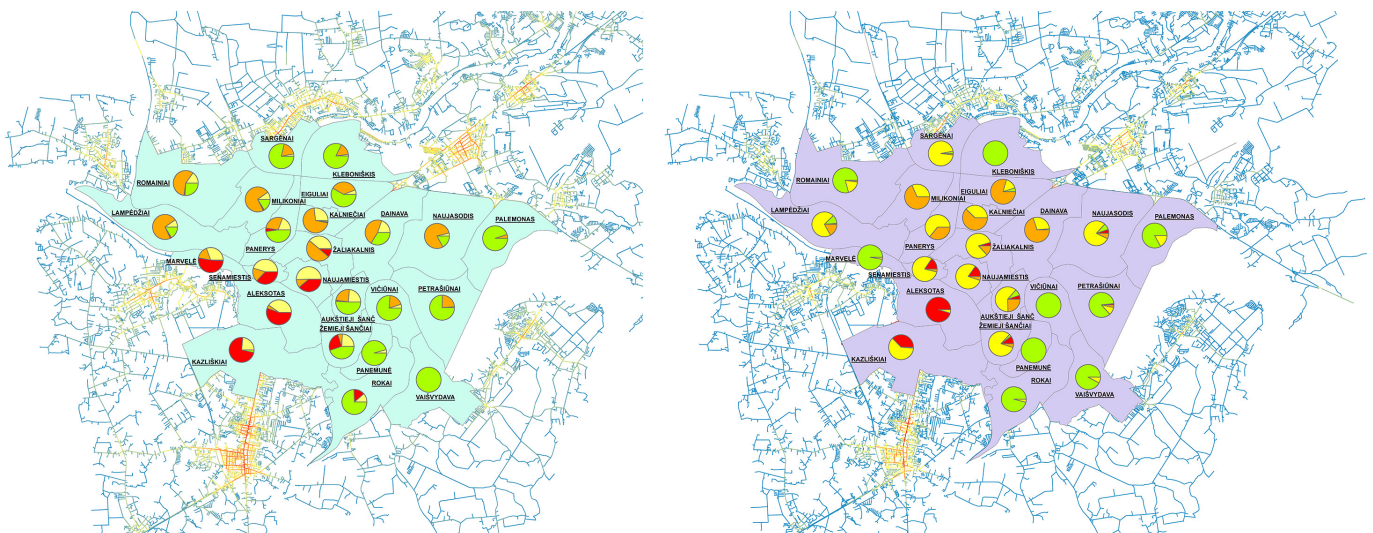 SARGĖNAI
KLEBONIŠKIS
ROMAINIAI
EIGULIAI
MILIKONIAI
LAMPĖDŽIAI
KALNIEČIAI
DAINAVA
NAUJASODIS
PALEMONAS
PANERYS
ŽALIAKALNIS
MARVELĖ
SENAMIESTIS
NAUJAMIESTIS
ALEKSOTAS
VIČIŪNAI
PETRAŠIŪNAI
AUKŠTIEJI ŠANČ
ŽEMIEJI ŠANČIAI
KAZLIŠKIAI
PANEMUNĖ
ROKAI
VAIŠVYDAVA
SARGĖNAI
KLEBONIŠKIS
ROMAINIAI
EIGULIAI
MILIKONIAI
LAMPĖDŽIAI
KALNIEČIAI
DAINAVA
NAUJASODIS
PALEMONAS
PANERYS
ŽALIAKALNIS
MARVELĖ
SENAMIESTIS
NAUJAMIESTIS
ALEKSOTAS
VIČIŪNAI
PETRAŠIŪNAI
AUKŠTIEJI ŠANČ
ŽEMIEJI ŠANČIAI
KAZLIŠKIAI
PANEMUNĖ
ROKAI
VAIŠVYDAVA